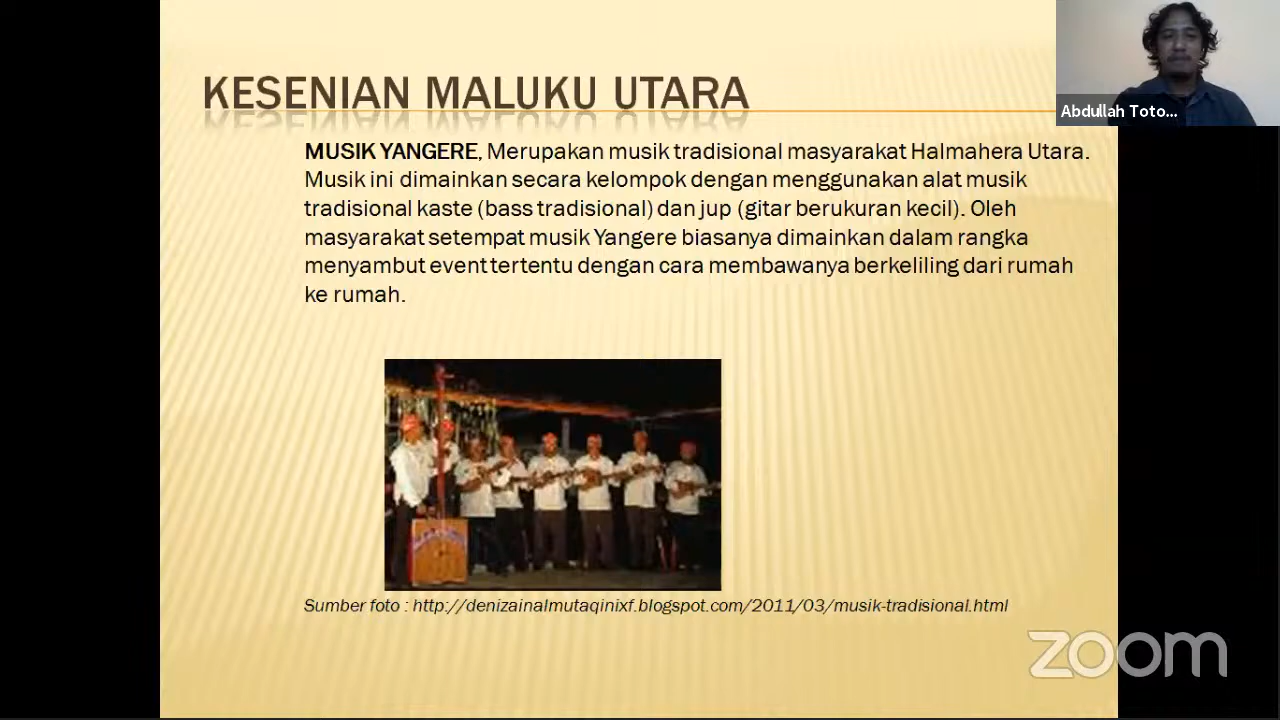 KESENIAN MALUKU UTARA
Abdullah Toto...
MUSIK YANGERE, Merupakan musik tradisional masyarakat Halmahera Utara.
Musik ini dimainkan secara kelompok dengan menggunakan alat musik
tradisional kaste (bass tradisional) dan jup (gitar berukuran kecil). Oleh
masyarakat setempat musik Yangere biasanya dimainkan dalam rangka
menyambut event tertentu dengan cara membawanya berkeliling dari rumah
ke rumah.
Sumber foto : http://denizainalmutaqinixf.blogspot.com/2011/03/musik-tradisional.html
zoom